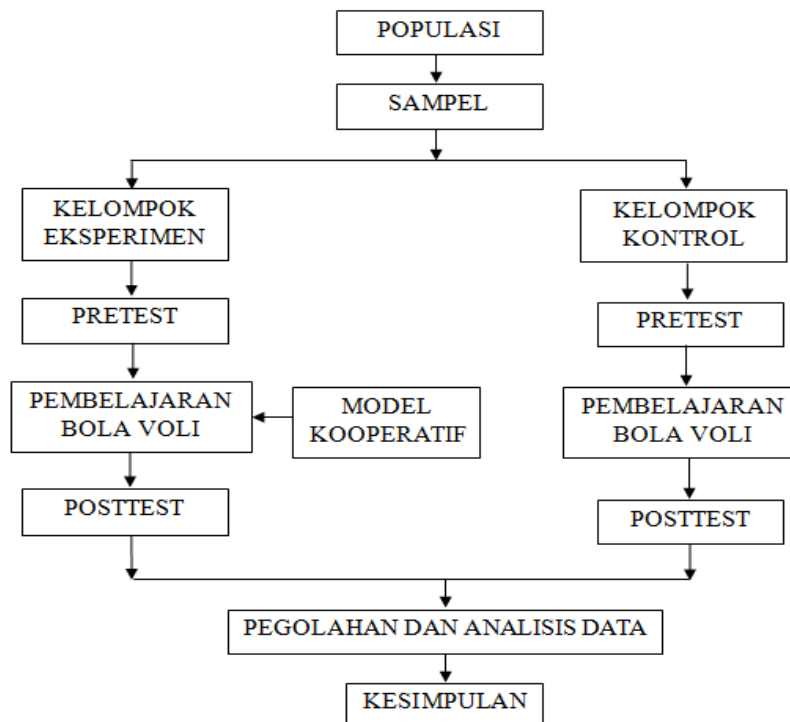 POPULASI
SAMPEL
KELOMPOK
EKSPERIMEN
KELOMPOK
KONTROL
PRETEST
PRETEST
PEMBELAJARAN
BOLA VOLI
MODEL
KOOPERATIF
PEMBELAJARAN
BOLA VOLI
POSTTEST
POSTTEST
PEGOLAHAN DAN ANALISIS DATA
KESIMPULAN